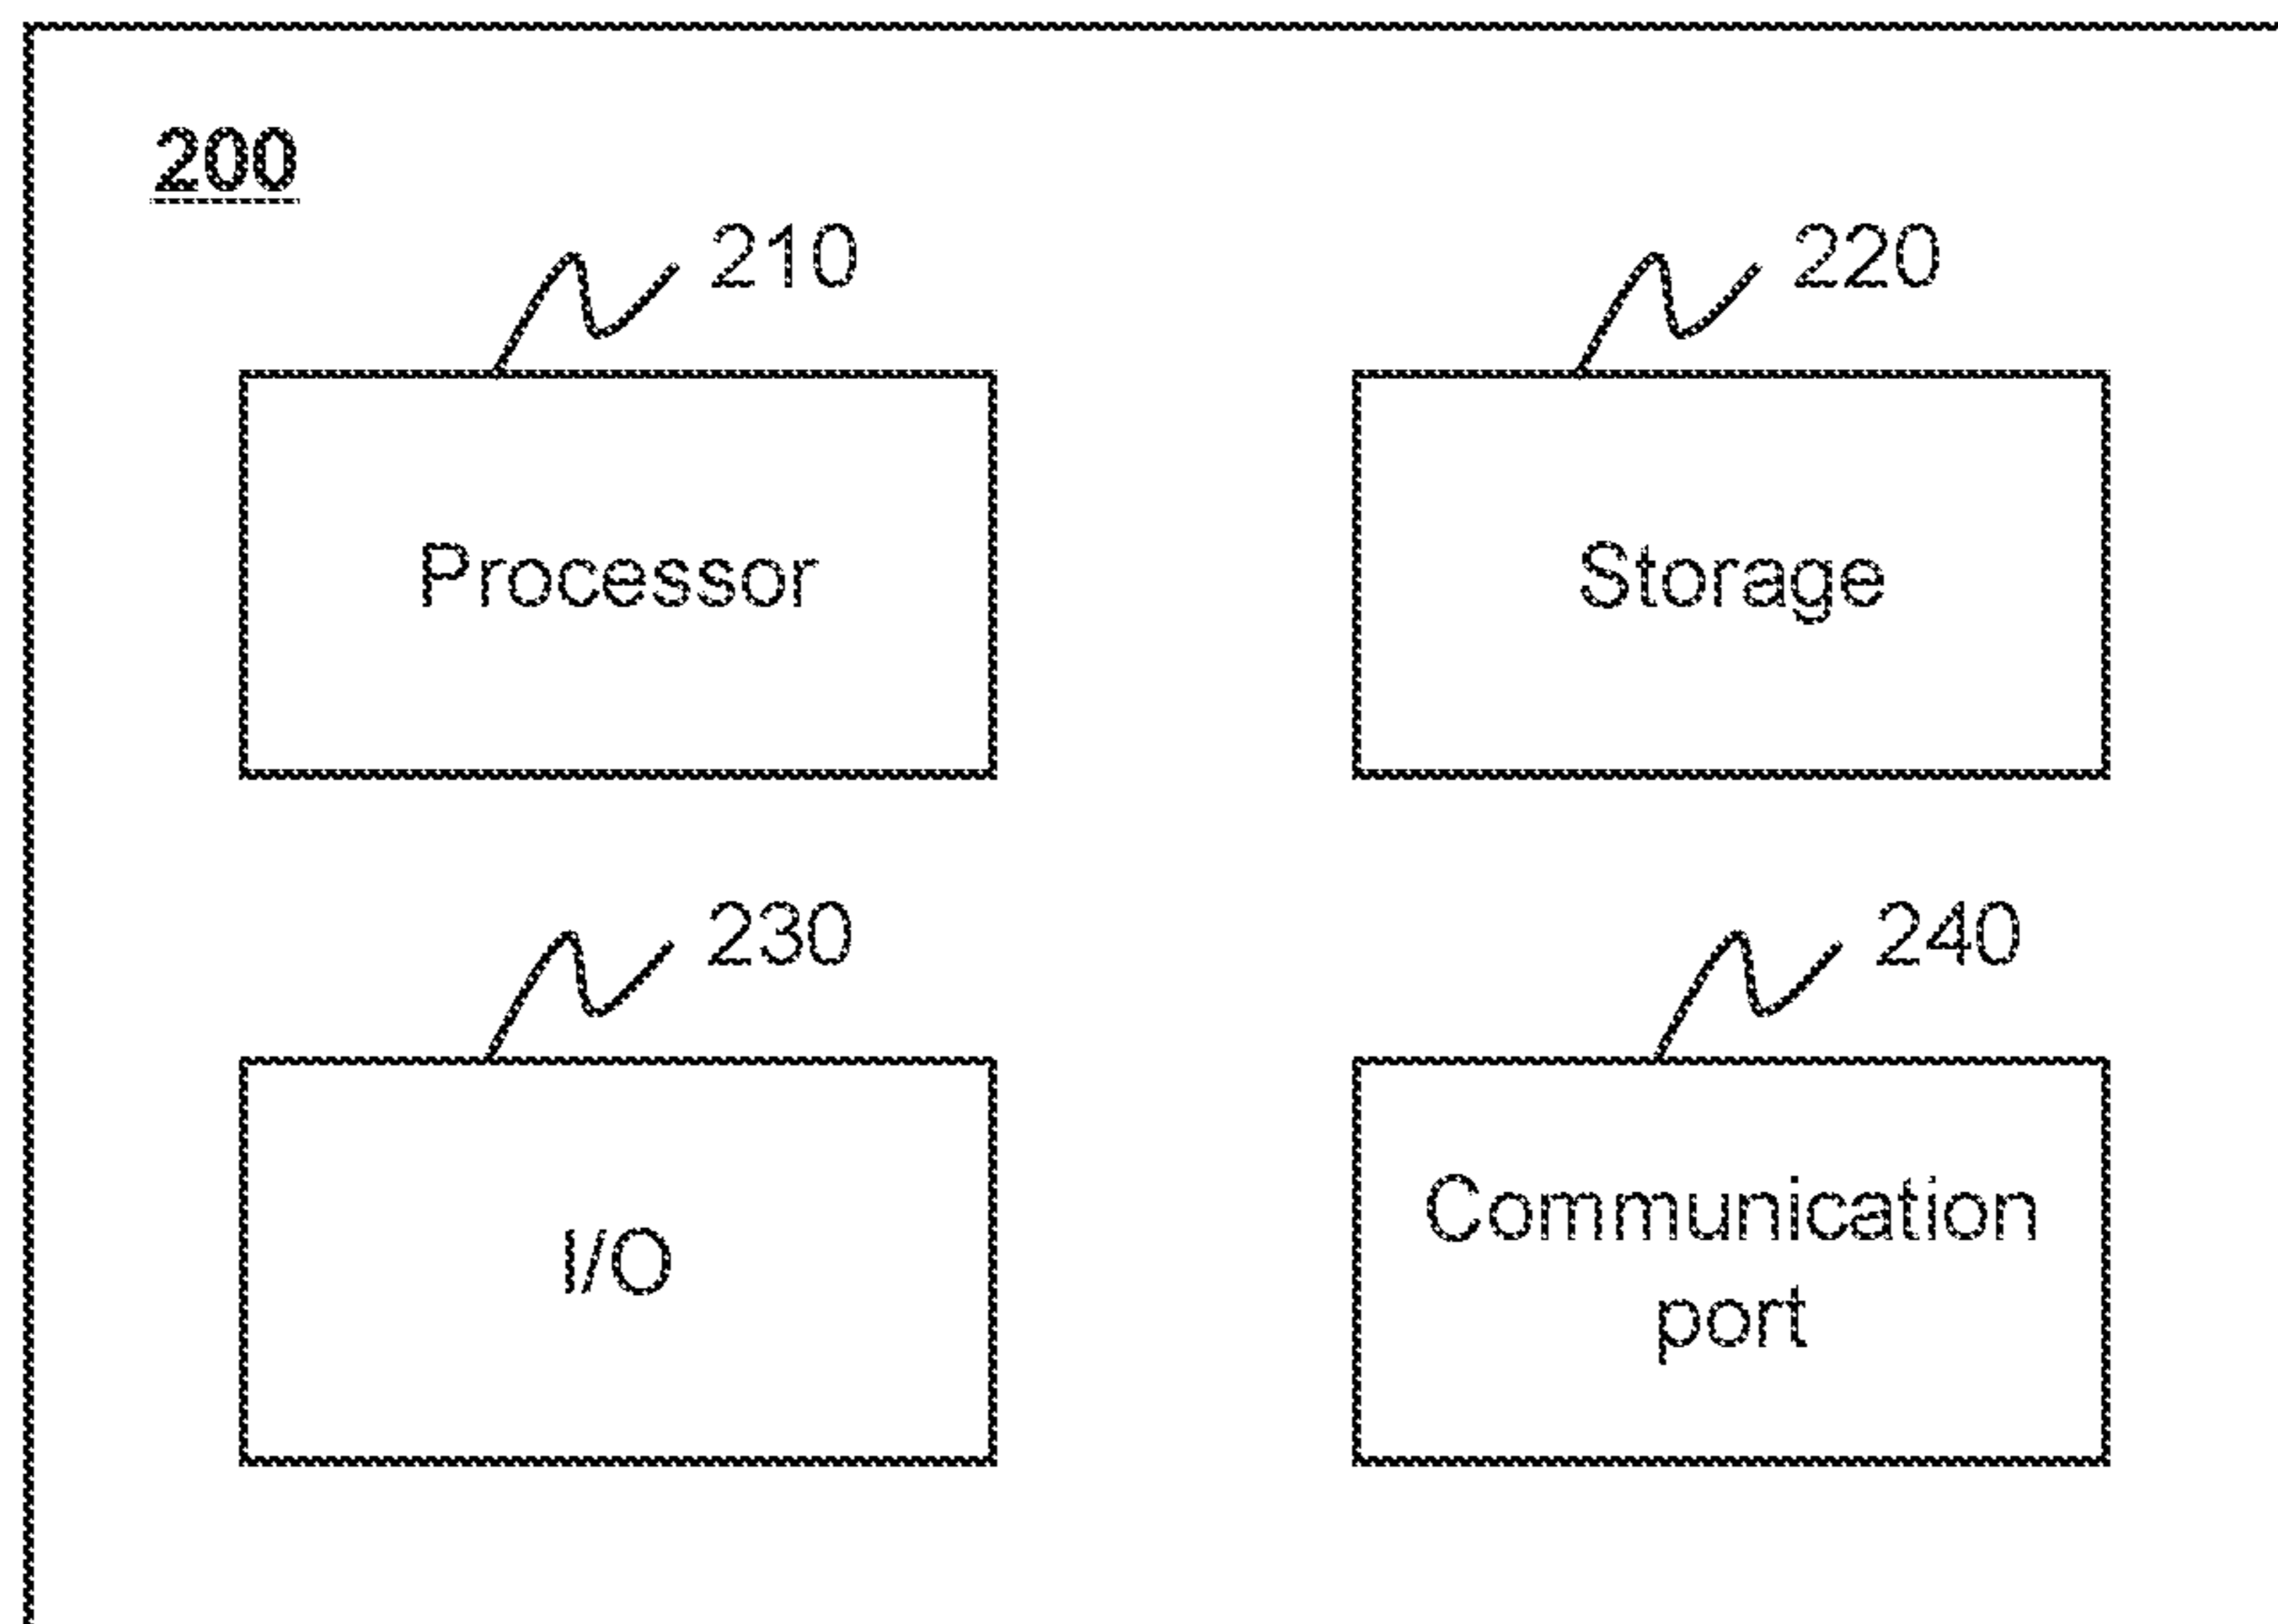 200
210
220
Processor
Storage
230
240
I/O
Communication
port